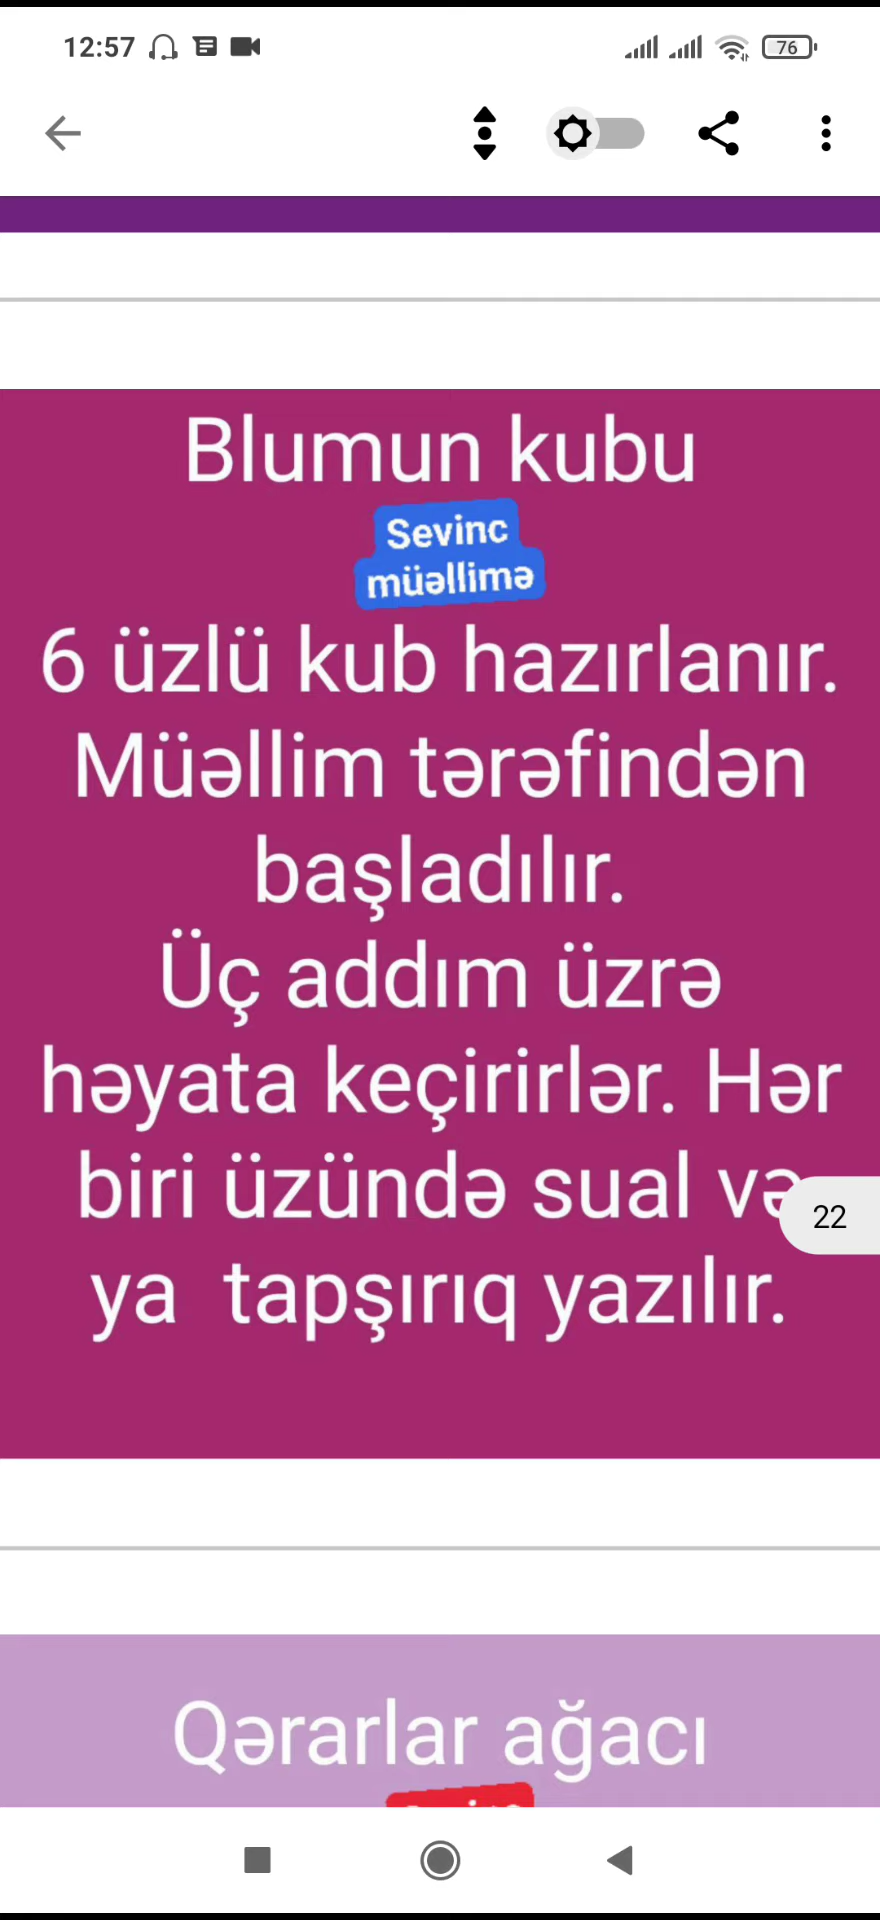 12:57
76
Blumun kubu
Sevinc
müəllimə
6 üzlü kub hazırlanır.
Müəllim tərəfindən
başladılır.
Üç addım üzrə
həyata keçirirlər. Hər
biri üzündə sual və
22
ya  tapşırıq yazılır.
Qərarlar ağacı